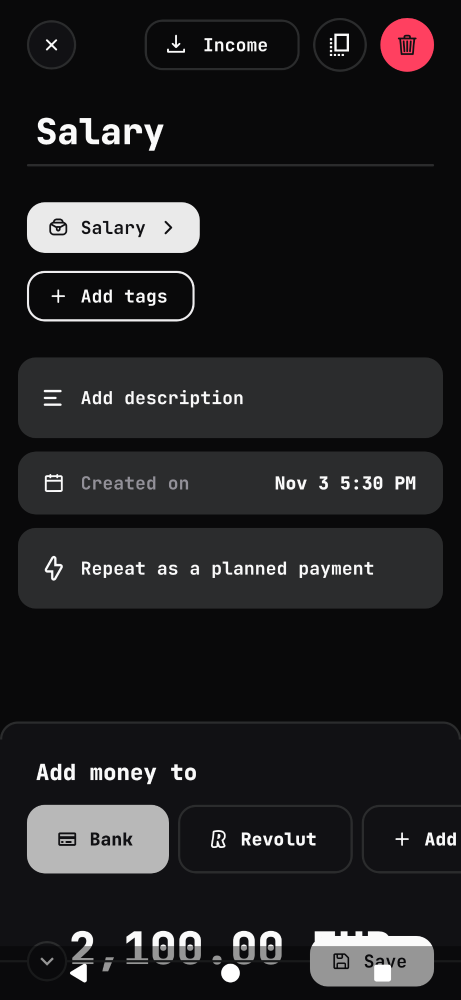 Income
Salary
Salary
Add tags
Add description
Created on Nov 3 5:30 PM
Repeat as a planned payment
Add money to
Bank Revolut Add
2,100.00 EUR
Save